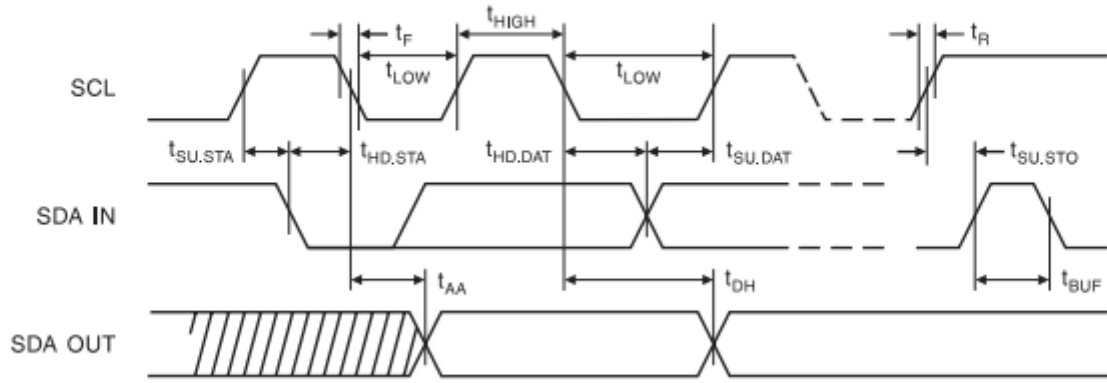 tHIGH
tF
tR
tLOW
tLOW
SCL
tSU.STA
tHD.STA
tHD.DAT
tSU.DAT
tSU.STO
SDA IN
tAA
tDH
tBUF
SDA OUT